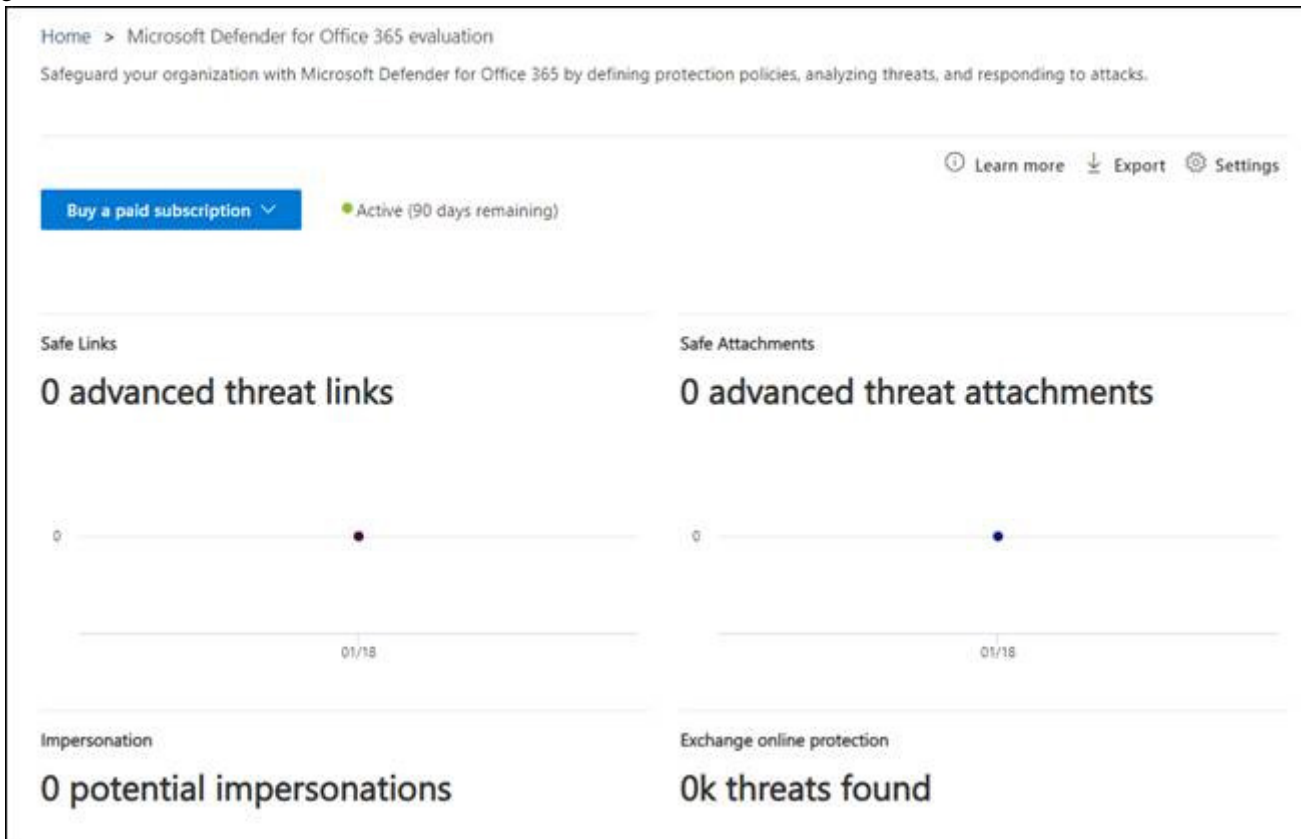 Home > Microsoft Defender for Office 365 evaluation
Safeguard your organization with Microsoft Defender for Office 365 by defining protection policies, analyzing threats, and responding to attacks.
Learn more Export Settings
Buy a paid subscription Active (90 days remaining)
Safe Links
0 advanced threat links
0
01/18
Safe Attachments
0 advanced threat attachments
0
01/18
Impersonation
0 potential impersonations
Exchange online protection
0k threats found